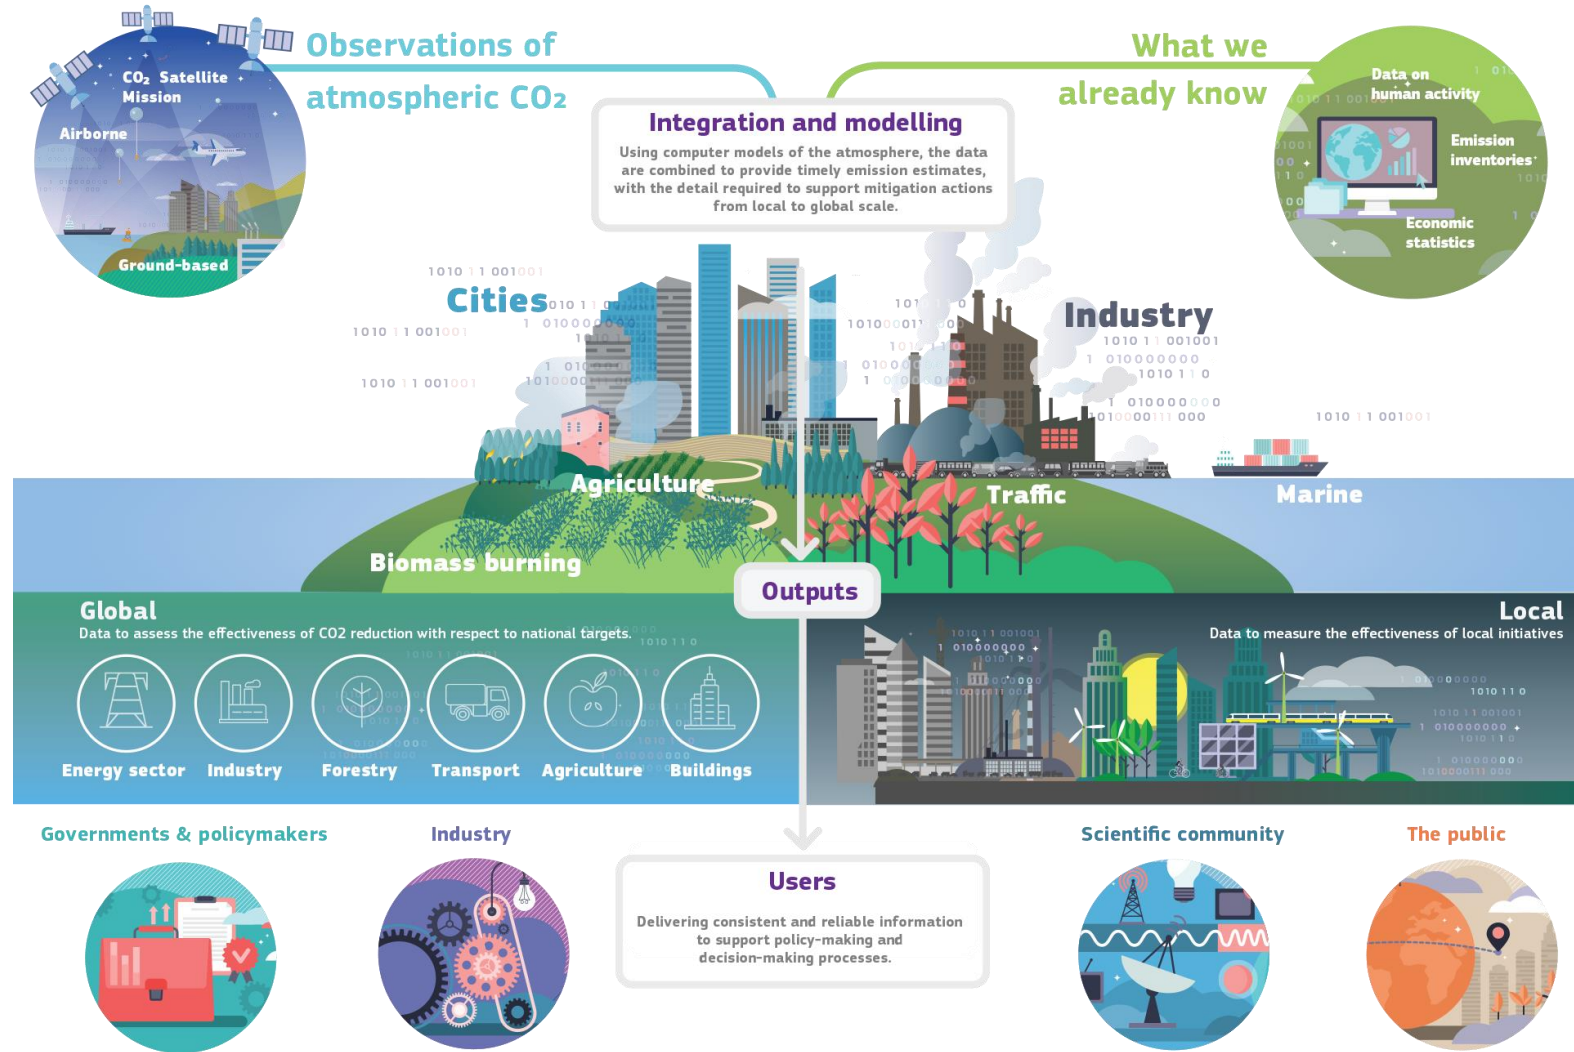 Observations of
atmospheric CO2
CO₂ Satellite
Mission
Airborne
Ground-based
What we
already know
Data on
human activity
Emission
inventories
Economic
statistics
Integration and modelling
Using computer models of the atmosphere, the data
are combined to provide timely emission estimates,
with the detail required to support mitigation actions
from local to global scale.
Cities
Industry
Agriculture
Traffic
Marine
Biomass burning
Outputs
Global
Data to assess the effectiveness of CO2 reduction with respect to national targets.
Energy sector
Industry
Forestry
Transport
Agriculture
Buildings
Local
Data to measure the effectiveness of local initiatives
Governments & policymakers
Industry
Users
Delivering consistent and reliable information
to support policy-making and
decision-making processes.
Scientific community
The public